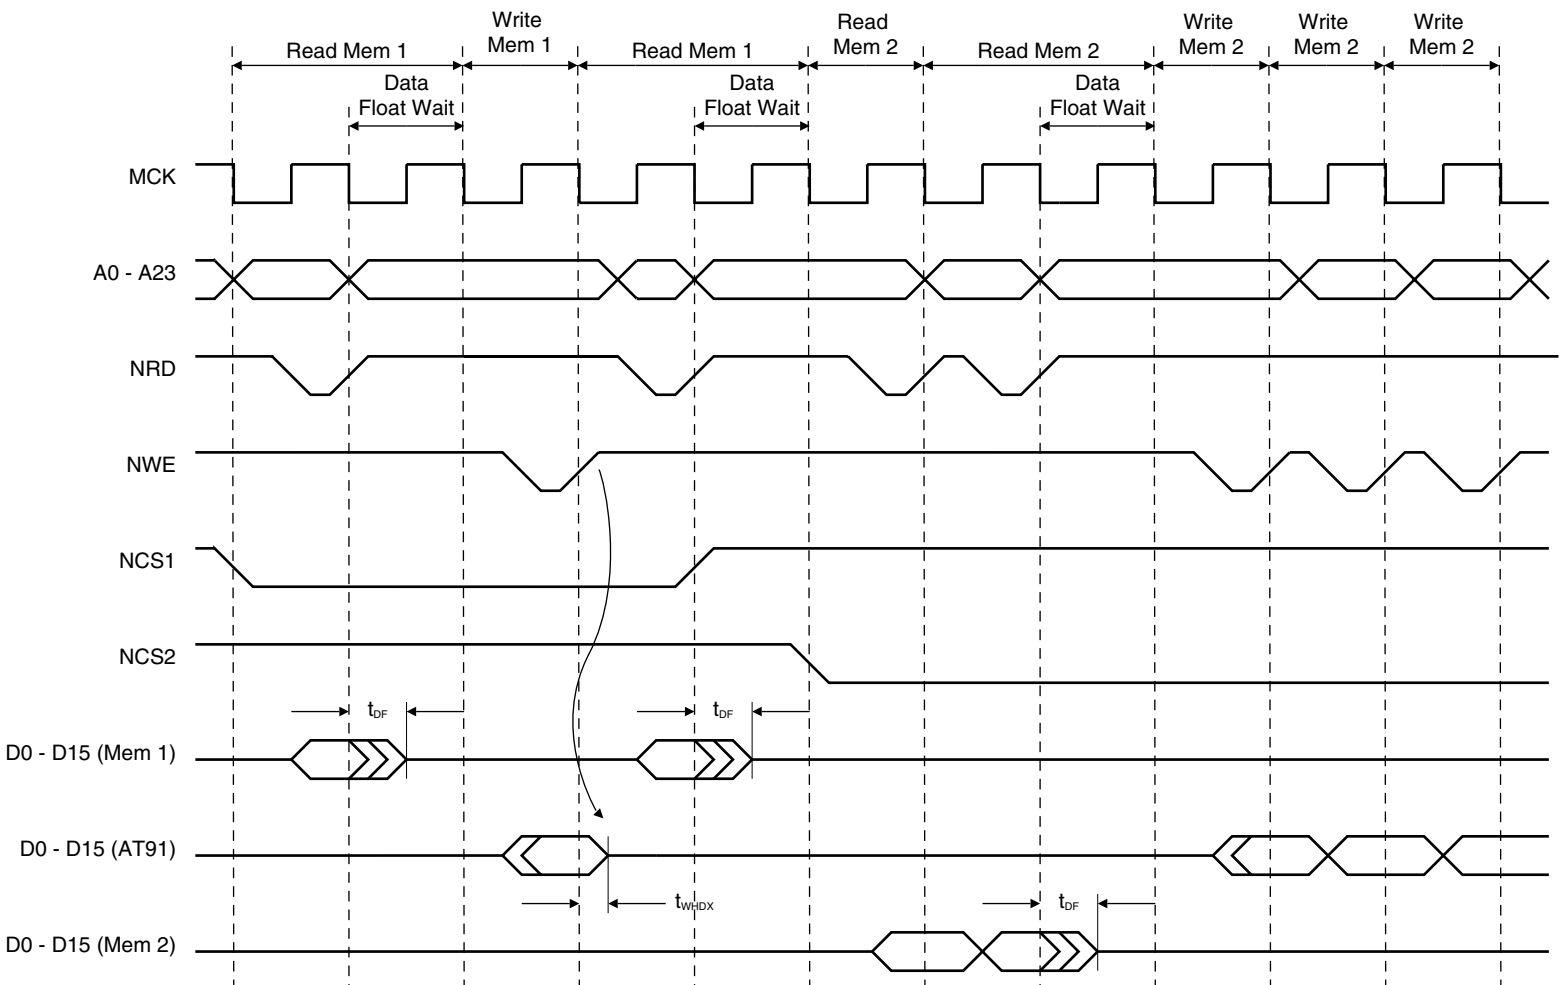 Read Mem 1
Write
Mem 1
Read Mem 1
Read
Mem 2
Read Mem 2
Write
Mem 2
Write
Mem 2
Write
Mem 2
Data
Float Wait
Data
Float Wait
Data
Float Wait
MCK
A0 - A23
NRD
NWE
NCS1
NCS2
tDF
tDF
D0 - D15 (Mem 1)
D0 - D15 (AT91)
tWHDX
tDF
D0 - D15 (Mem 2)